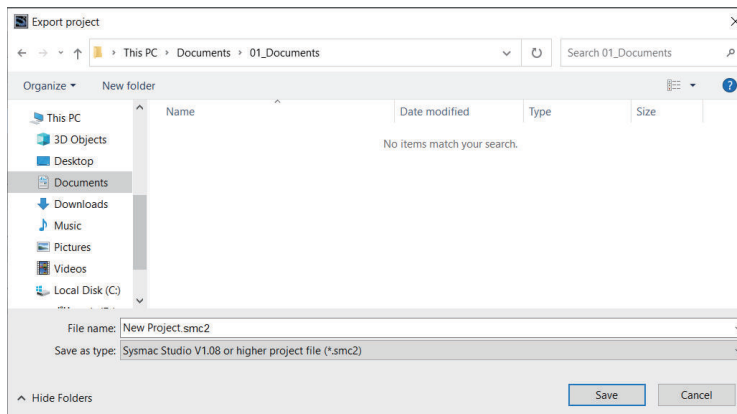 Export project
This PC > Documents > 01_Documents
Search 01_Documents
Organize
New folder
?
Name
Date modified
Type
Size
No items match your search.
This PC
3D Objects
Desktop
Documents
Downloads
Music
Pictures
Videos
Local Disk (C:)
File name: New Project.smc2
Save as type: Sysmac Studio V1.08 or higher project file (*.smc2)
Hide Folders
Save
Cancel